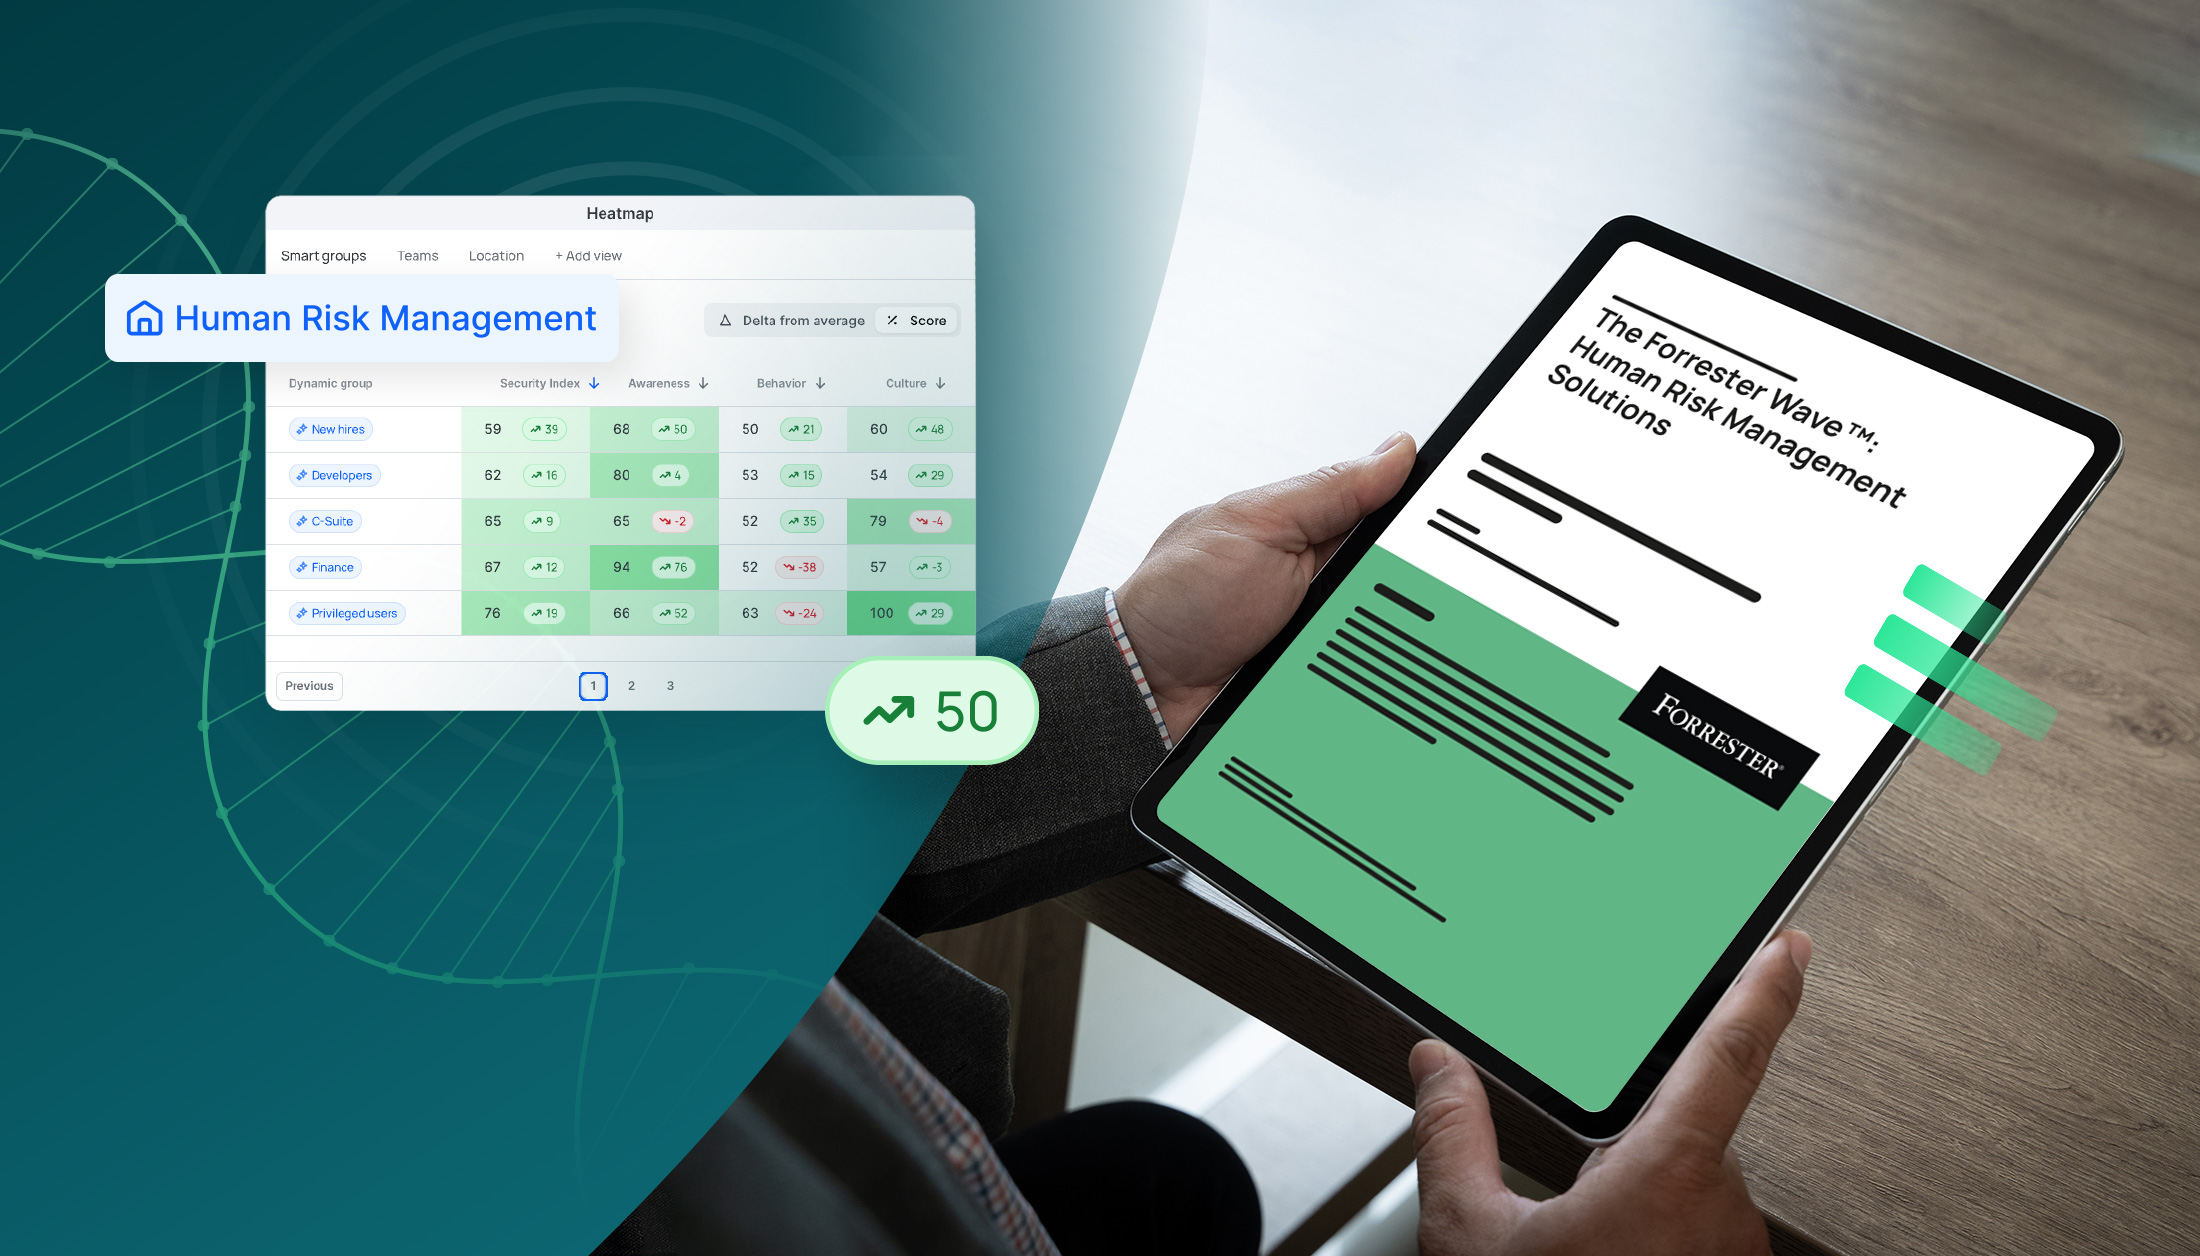 Heatmap
Smart groups Teams Location + Add view
Human Risk Management
Delta from average Score
Dynamic group Security Index Awareness Behavior Culture
New hires 59 39 68 50 50 21 60 48
Developers 62 16 80 4 53 15 54 29
C-Suite 65 9 65 -2 52 35 79 -4
Finance 67 12 94 76 52 -38 57 -3
Privileged users 76 19 66 52 63 -24 100 29
Previous 1 2 3
50
The Forrester Wave™:
Human Risk Management
Solutions
FORRESTER®